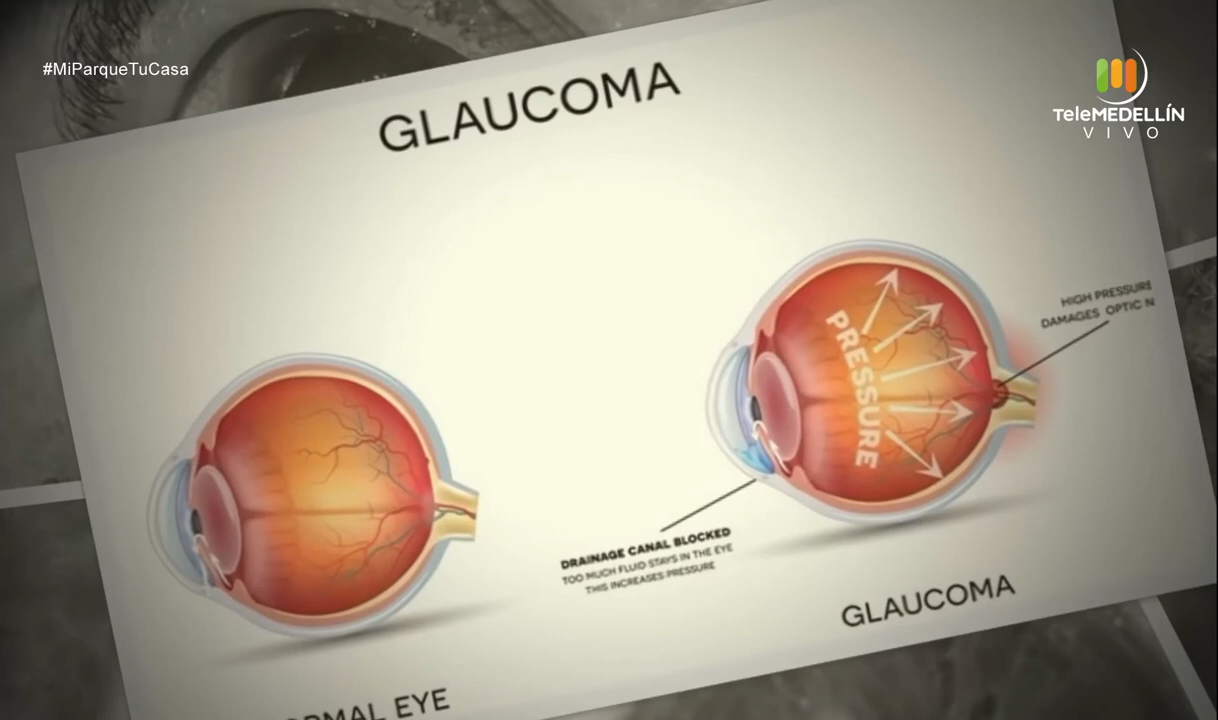 #MiParqueTuCasa
TeleMEDELLÍN
VIVO
GLAUCOMA
PRESSURE
HIGH PRESSURE
DAMAGES OPTIC N
DRAINAGE CANAL BLOCKED
TOO MUCH FLUID STAYS IN THE EYE
THIS INCREASES PRESSURE
GLAUCOMA
EYE